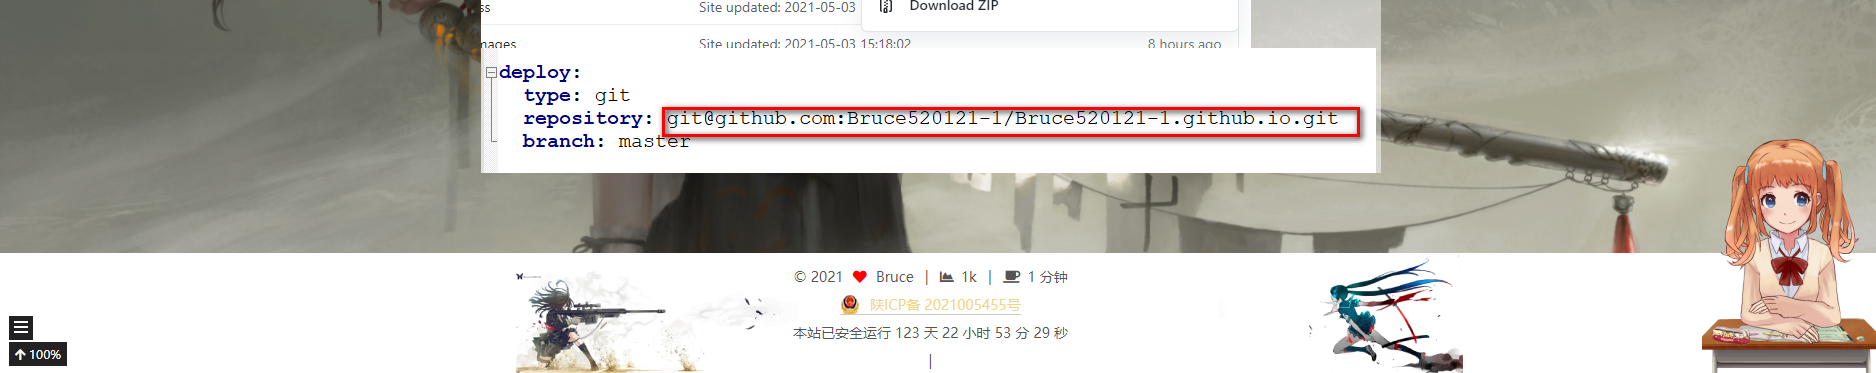 ss Site updated: 2021-05-03
Download ZIP
mages Site updated: 2021-05-03 15:18:02 8 hours ago
deploy:
type: git
repository: git@github.com:Bruce520121-1/Bruce520121-1.github.io.git
branch: master
© 2021 Bruce | 1k | 1 分钟
陕ICP备 2021005455号
本站已安全运行 123 天 22 小时 53 分 29 秒
|
100%